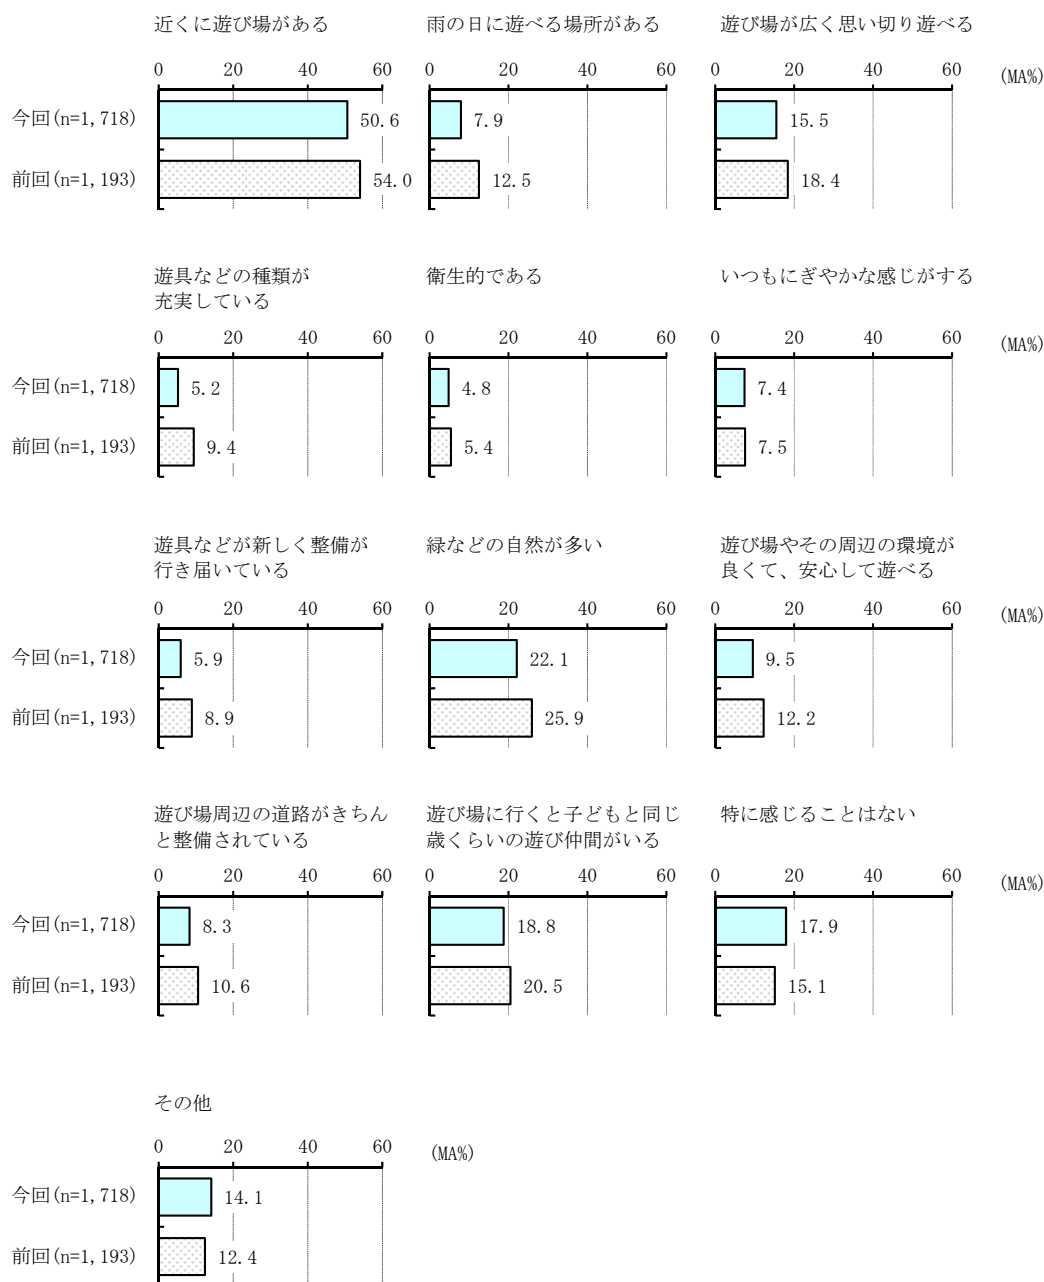 近くに遊び場がある 雨の日に遊べる場所がある 遊び場が広く思い切り遊べる
0 20 40 60 0 20 40 60 0 20 40 60 (MA%)
今回(n=1,718) 50.6 7.9 15.5
前回(n=1,193) 54.0 12.5 18.4
遊具などの種類が 衛生的である いつもにぎやかな感じがする
充実している
0 20 40 60 0 20 40 60 0 20 40 60 (MA%)
今回(n=1,718) 5.2 4.8 7.4
前回(n=1,193) 9.4 5.4 7.5
遊具などが新しく整備が 緑などの自然が多い 遊び場やその周辺の環境が
行き届いている 良くて、安心して遊べる
0 20 40 60 0 20 40 60 0 20 40 60 (MA%)
今回(n=1,718) 5.9 22.1 9.5
前回(n=1,193) 8.9 25.9 12.2
遊び場周辺の道路がきちん 遊び場に行くと子どもと同じ 特に感じることはない
と整備されている 歳くらいの遊び仲間がいる
0 20 40 60 0 20 40 60 0 20 40 60 (MA%)
今回(n=1,718) 8.3 18.8 17.9
前回(n=1,193) 10.6 20.5 15.1
その他
0 20 40 60 (MA%)
今回(n=1,718) 14.1
前回(n=1,193) 12.4